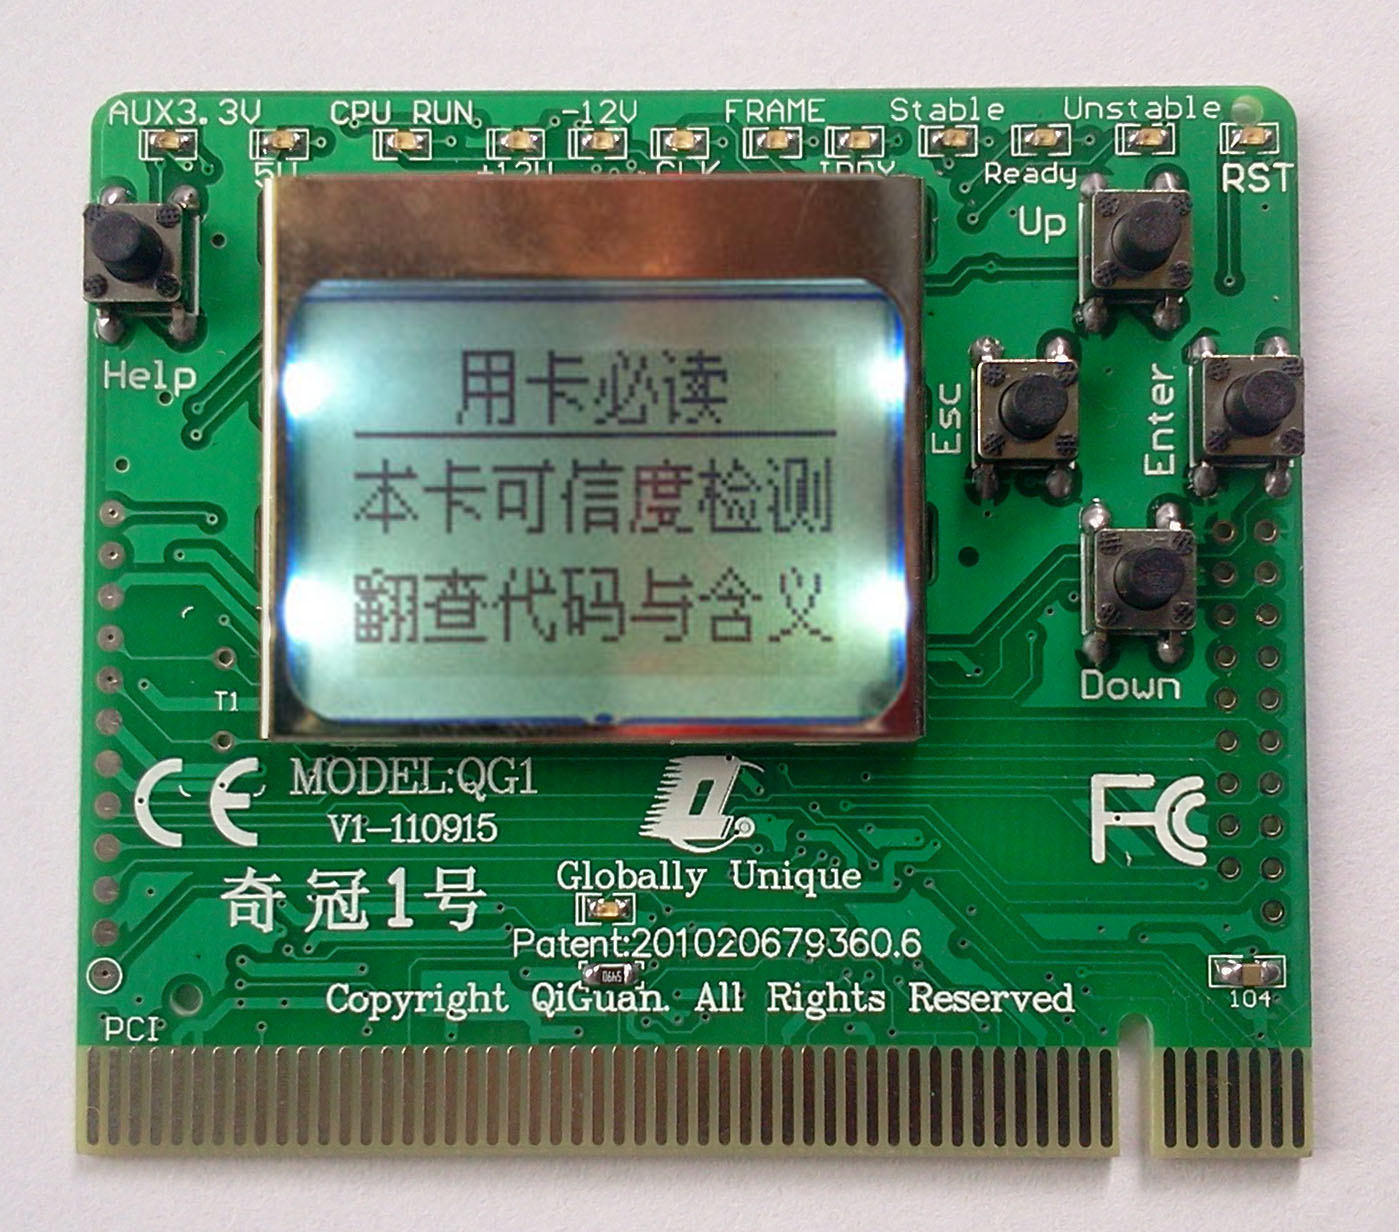 AUX3.3V
CPU RUN
-12V
FRAME
Stable
Unstable
5V
+12V
CLK
IRDY
Ready
RST
Up
Help
Esc
Enter
Down
用卡必读
本卡可信度检测
翻查代码与含义
T1
CE
MODEL:QG1
V1-110915
FC
奇冠1号
Globally Unique
Patent:201020679360.6
Copyright QiGuan. All Rights Reserved
104
PCI